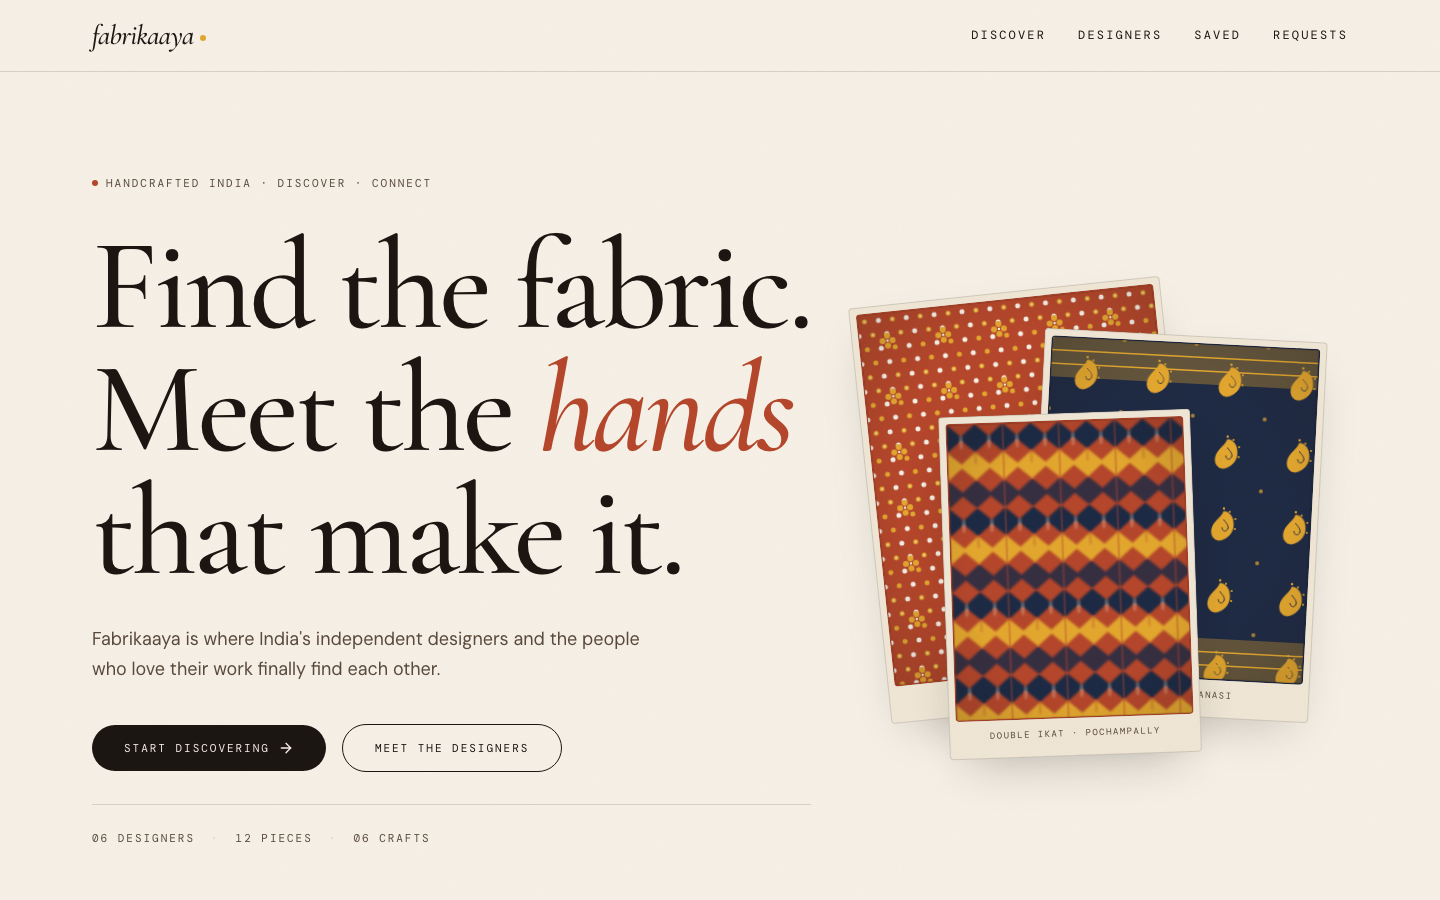 fabrikaaya
DISCOVER DESIGNERS SAVED REQUESTS
HANDCRAFTED INDIA · DISCOVER · CONNECT
Find the fabric.
Meet the hands
that make it.
Fabrikaaya is where India's independent designers and the people
who love their work finally find each other.
START DISCOVERING →
MEET THE DESIGNERS
06 DESIGNERS · 12 PIECES · 06 CRAFTS
DOUBLE IKAT · POCHAMPALLY